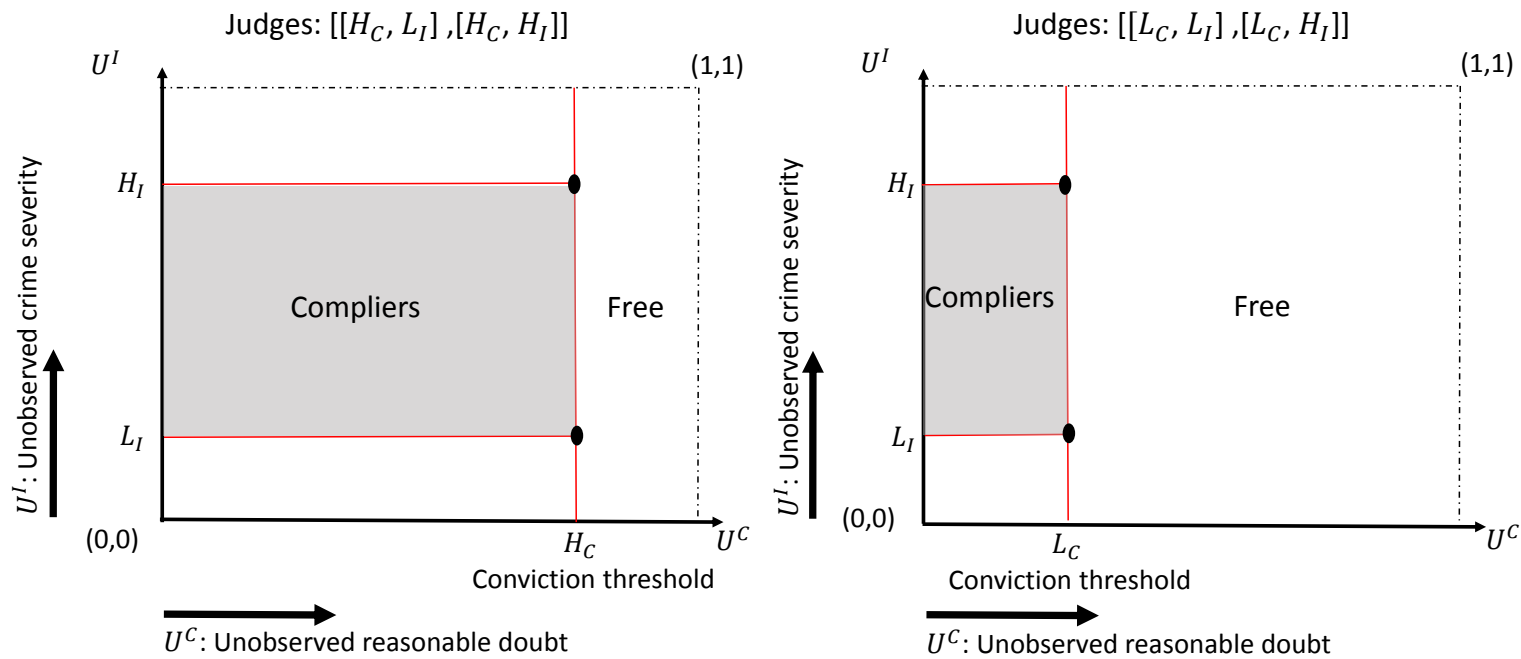 Judges: [[H_C, L_I] ,[H_C, H_I]]
U^I
(1,1)
H_I
Compliers
Free
L_I
U^I: Unobserved crime severity
(0,0)
H_C
U^C
Conviction threshold
U^C: Unobserved reasonable doubt
Judges: [[L_C, L_I] ,[L_C, H_I]]
U^I
(1,1)
H_I
Compliers
Free
L_I
U^I: Unobserved crime severity
(0,0)
L_C
U^C
Conviction threshold
U^C: Unobserved reasonable doubt